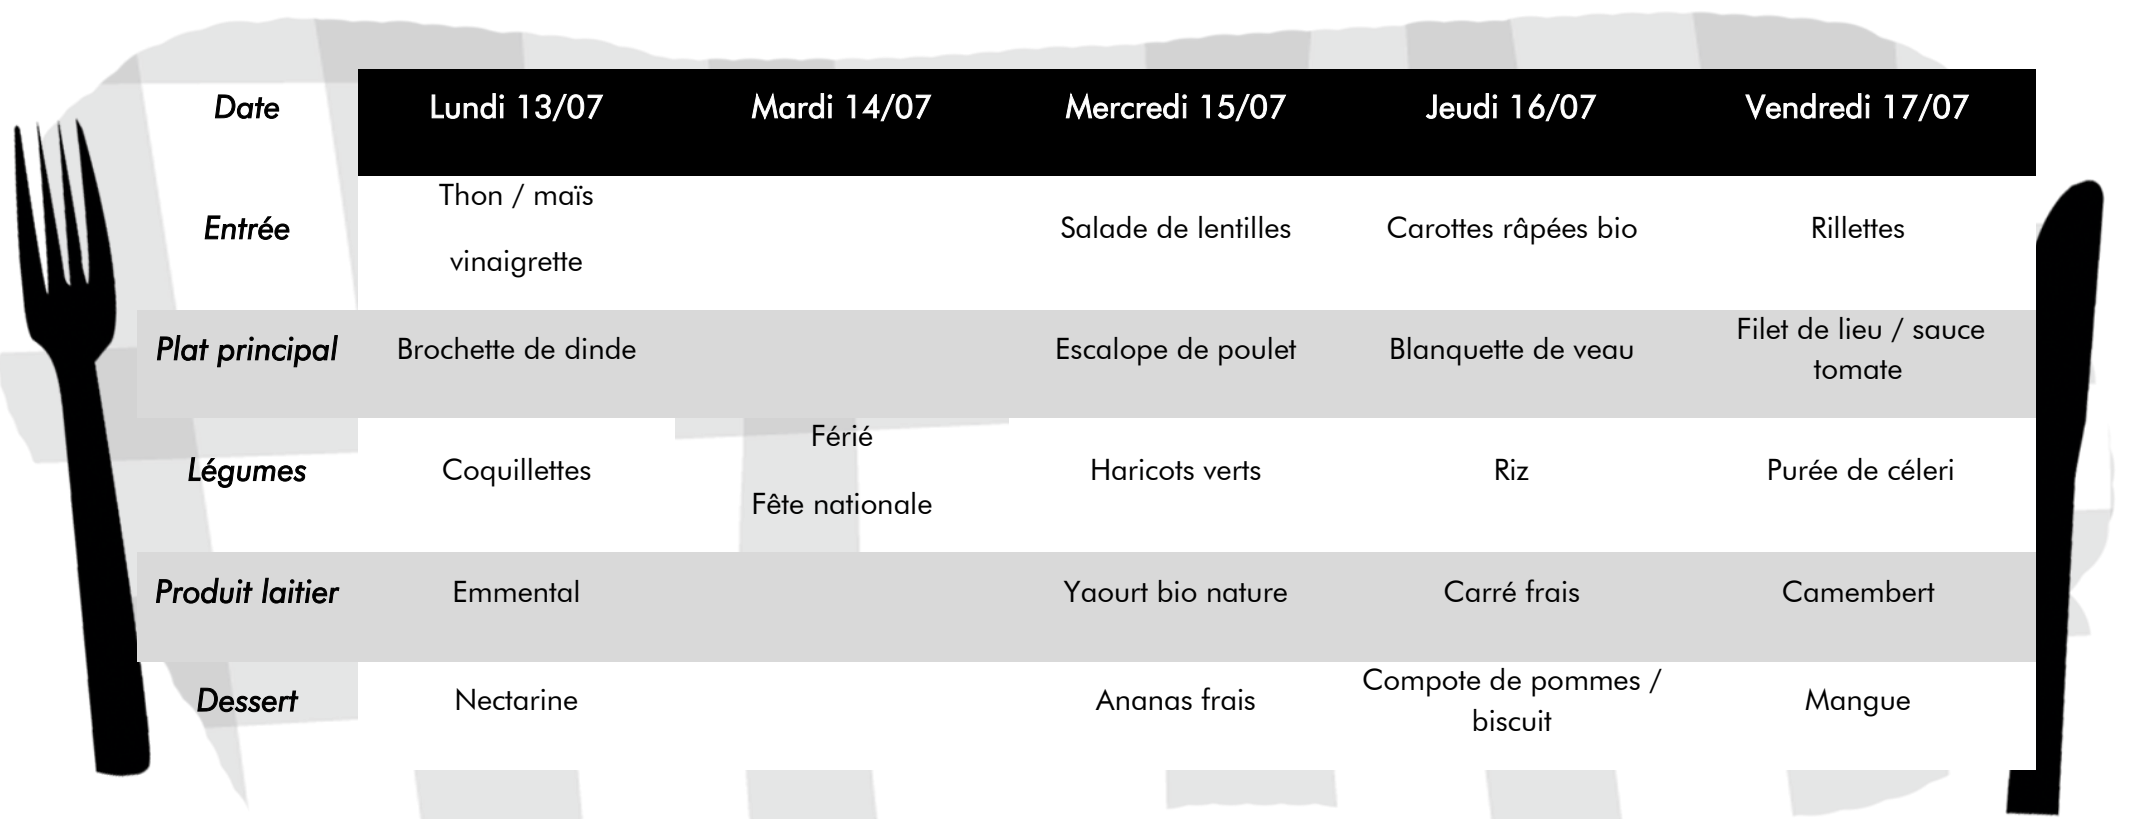 Date Lundi 13/07 Mardi 14/07 Mercredi 15/07 Jeudi 16/07 Vendredi 17/07
Thon / maïs
Entrée Salade de lentilles Carottes râpées bio Rillettes
vinaigrette
Filet de lieu / sauce
Plat principal Brochette de dinde Escalope de poulet Blanquette de veau
tomate
Férié
Légumes Coquillettes Haricots verts Riz Purée de céleri
Fête nationale
Produit laitier Emmental Yaourt bio nature Carré frais Camembert
Compote de pommes /
Dessert Nectarine Ananas frais Mangue
biscuit